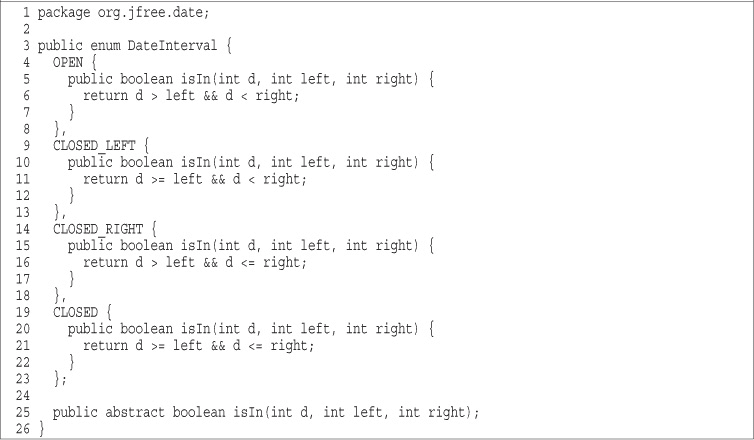 1 package org.jfree.date;
2
3 public enum DateInterval {
4   OPEN {
5     public boolean isIn(int d, int left, int right) {
6       return d > left && d < right;
7     }
8   },
9   CLOSED_LEFT {
10     public boolean isIn(int d, int left, int right) {
11       return d >= left && d < right;
12     }
13   },
14   CLOSED_RIGHT {
15     public boolean isIn(int d, int left, int right) {
16       return d > left && d <= right;
17     }
18   },
19   CLOSED {
20     public boolean isIn(int d, int left, int right) {
21       return d >= left && d <= right;
22     }
23   };
24
25   public abstract boolean isIn(int d, int left, int right);
26 }